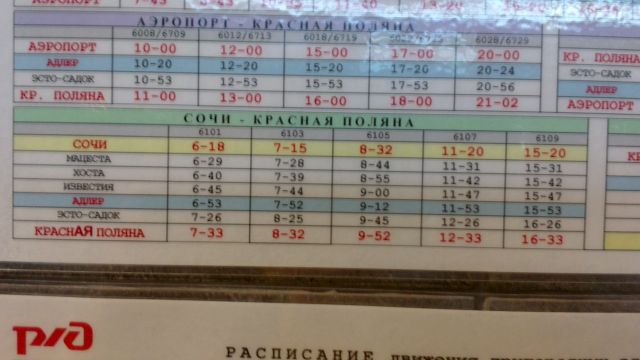 АЭРОПОРТ - КРАСНАЯ ПОЛЯНА
6008/6709 6012/6713 6018/6719 6028/6729
АЭРОПОРТ 10-00 12-00 15-00 17-00 20-00
АДЛЕР 10-20 12-20 15-20 17-20 20-24
ЭСТО-САДОК 10-53 12-53 15-53 17-53 20-56
КР. ПОЛЯНА 11-00 13-00 16-00 18-00 21-02
КР. ПОЛЯНА
ЭСТО-САДОК
АДЛЕР
АЭРОПОРТ
СОЧИ - КРАСНАЯ ПОЛЯНА
6101 6103 6105 6107 6109
СОЧИ 6-18 7-15 8-32 11-20 15-20
МАЦЕСТА 6-29 7-28 8-44 11-31 15-31
ХОСТА 6-40 7-39 8-55 11-42 15-42
ИЗВЕСТИЯ 6-45 7-44 9-00 11-47 15-47
АДЛЕР 6-53 7-52 9-12 11-53 15-53
ЭСТО-САДОК 7-26 8-25 9-45 12-26 16-26
КРАСНАЯ ПОЛЯНА 7-33 8-32 9-52 12-33 16-33
ржд
РАСПИСАНИЕ ДВИЖЕНИЯ